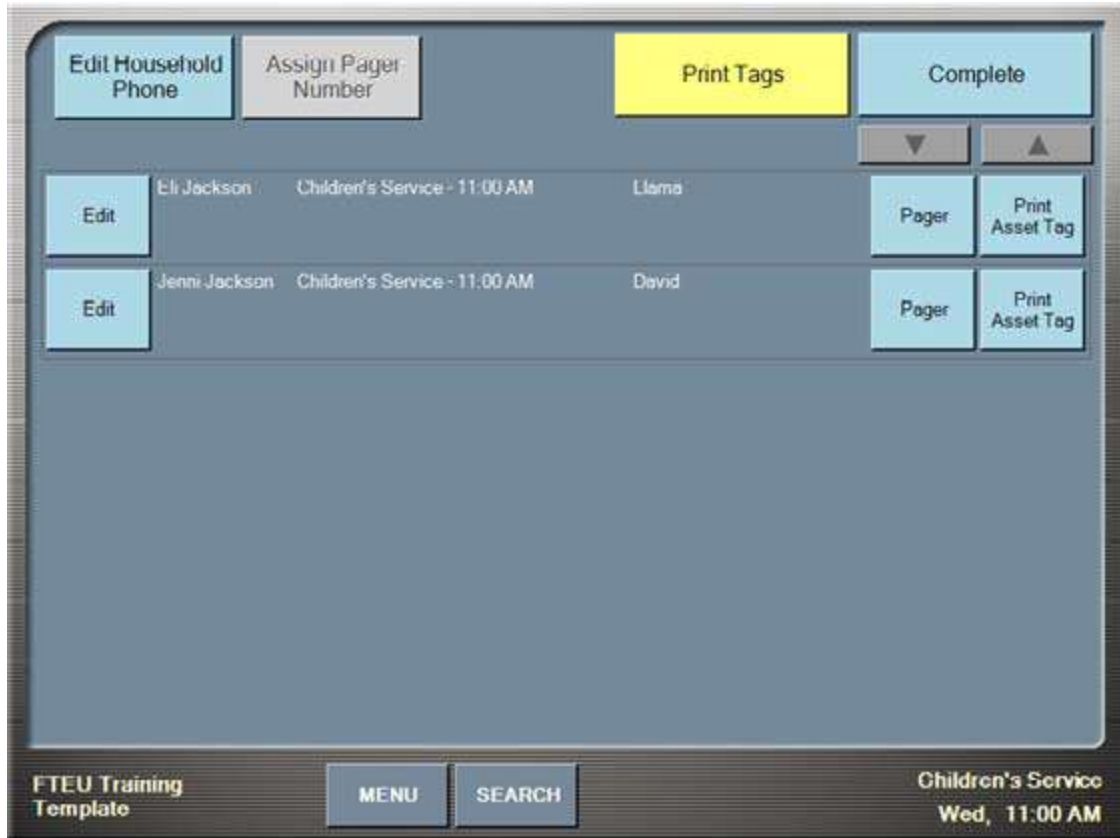 Edit Household
Phone
Assign Pager
Number
Print Tags
Complete
Edit
Eli Jackson
Children's Service - 11:00 AM
Llama
Pager
Print
Asset Tag
Edit
Jenni Jackson
Children's Service - 11:00 AM
David
Pager
Print
Asset Tag
FTEU Training
Template
MENU
SEARCH
Children's Service
Wed, 11:00 AM